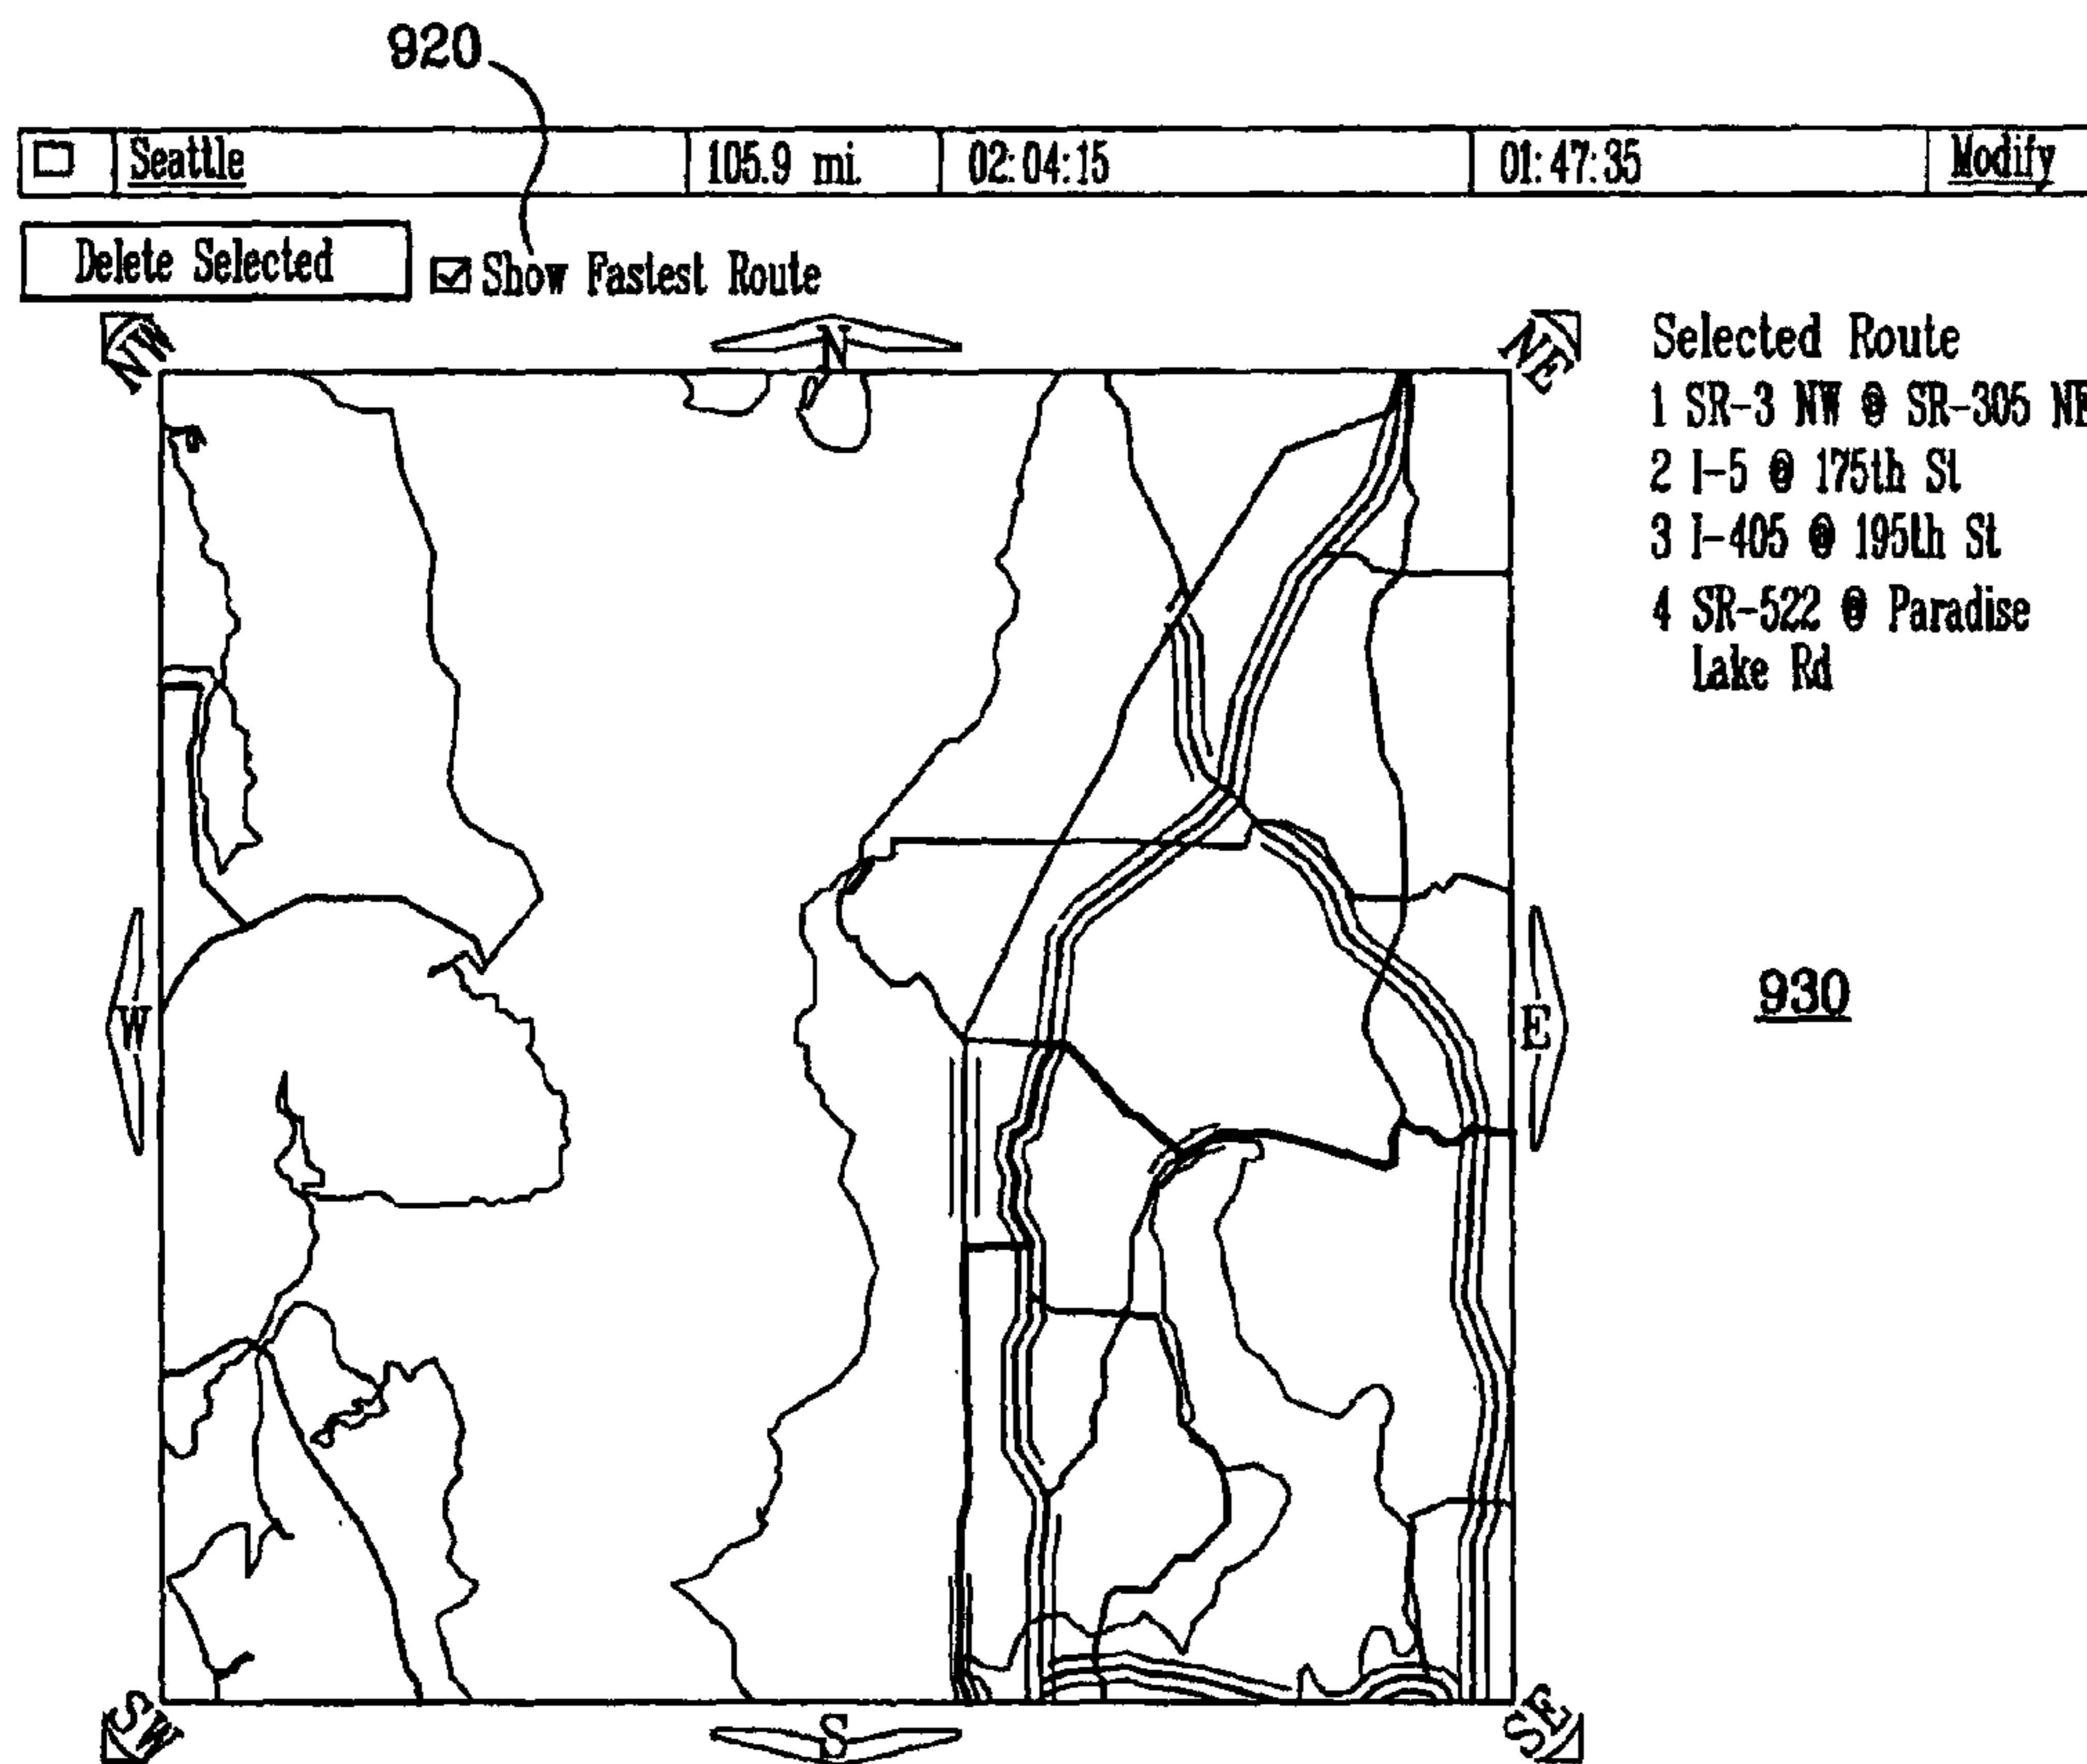 920
Seattle 105.9 mi. 02:04:15 01:47:35 Modify
Delete Selected Show Fastest Route
NW N NE
Selected Route
1 SR-3 NW @ SR-305 NE
2 I-5 @ 175th St
3 I-405 @ 195th St
4 SR-522 @ Paradise
Lake Rd
W E
930
SW S SE